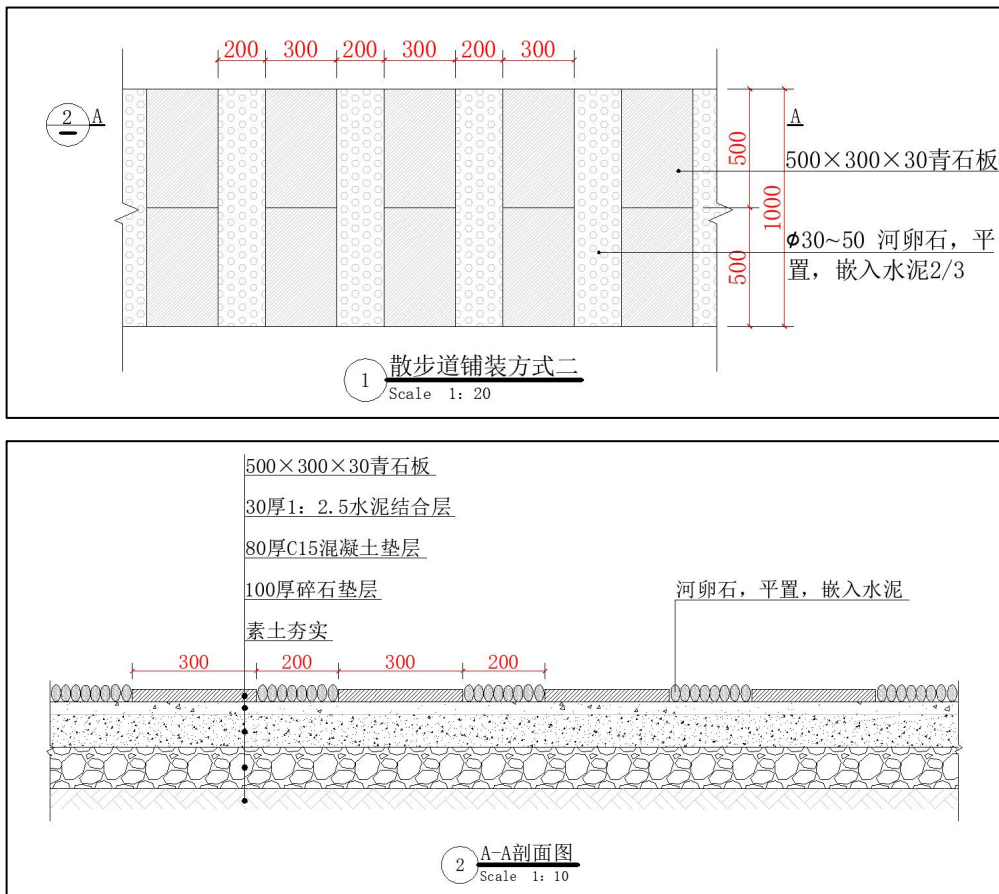 200 300 200 300 200 300
2 A
A
500
1000
500
500×300×30青石板
ϕ30~50 河卵石，平
置，嵌入水泥2/3
1 散步道铺装方式二
Scale 1：20
500×300×30青石板
30厚1：2.5水泥结合层
80厚C15混凝土垫层
100厚碎石垫层
素土夯实
河卵石，平置，嵌入水泥
300 200 300 200
2 A-A剖面图
Scale 1：10